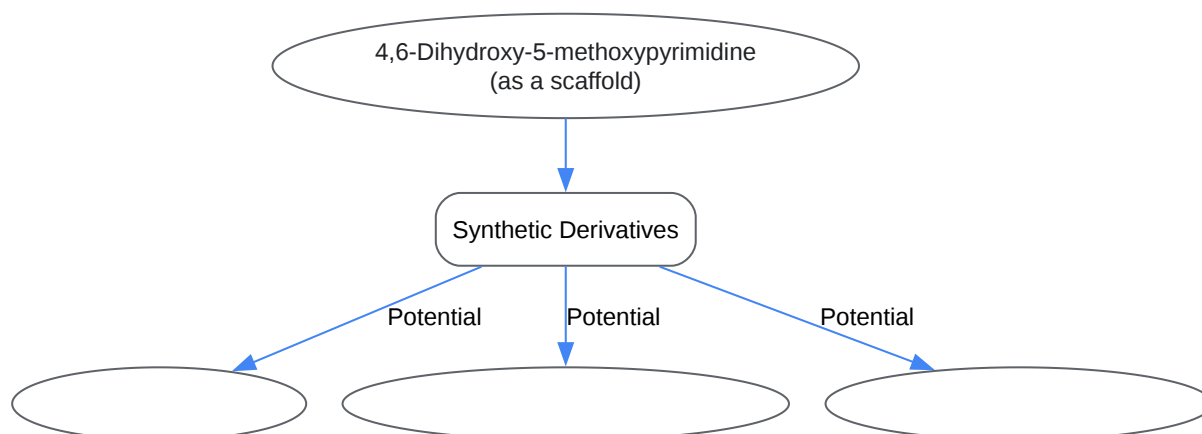 4,6-Dihydroxy-5-methoxypyrimidine
(as a scaffold)
Synthetic Derivatives
Potential
Potential
Potential